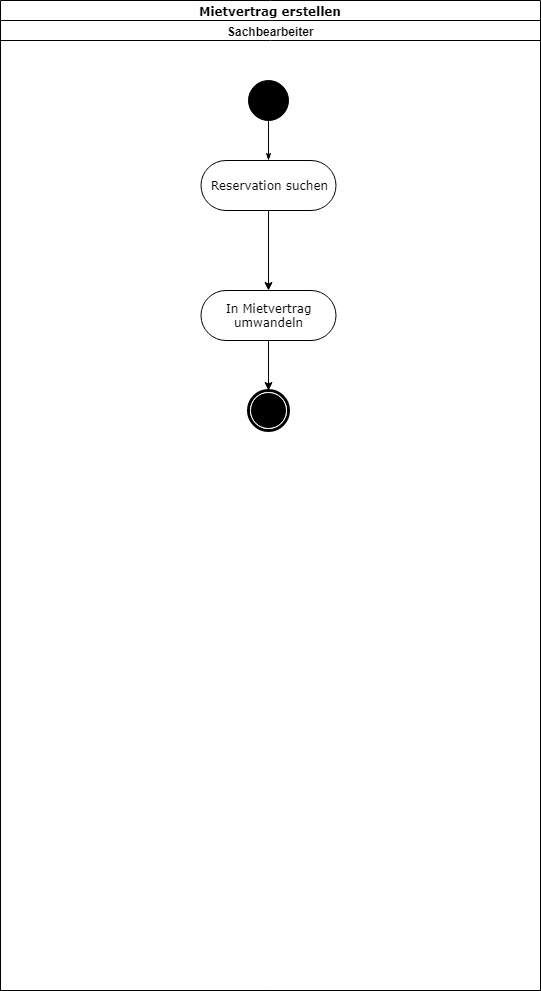 Mietvertrag erstellen
Sachbearbeiter
Reservation suchen
In Mietvertrag
umwandeln